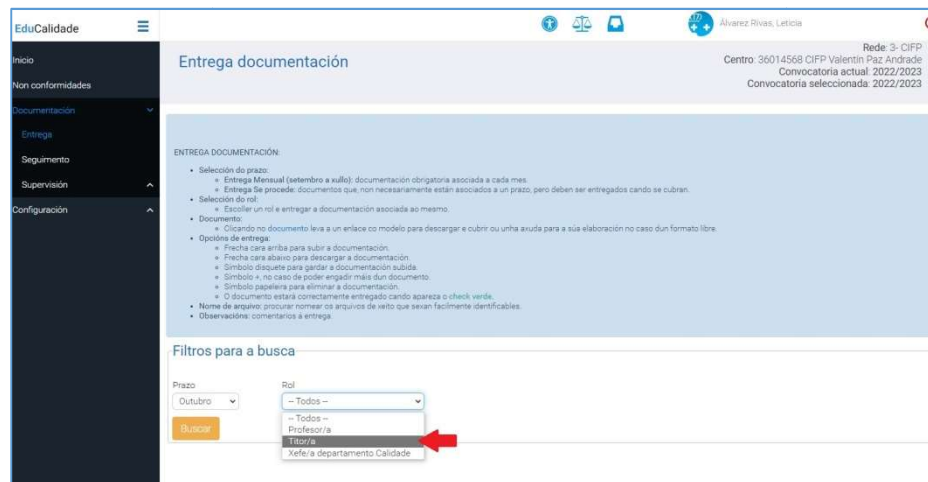 EduCalidade
Álvarez Rivas, Leticia
Inicio
Non conformidades
Documentación
Entrega
Seguimento
Supervisión
Configuración
Entrega documentación
Rede: 3- CIFP
Centro: 36014568 CIFP Valentín Paz Andrade
Convocatoria actual: 2022/2023
Convocatoria seleccionada: 2022/2023
ENTREGA DOCUMENTACIÓN:
Selección do prazo:
Entrega Mensual (setembro a xullo): documentación obrigatoria asociada a cada mes.
Entrega Se procede: documentos que, non necesariamente están asociados a un prazo, pero deben ser entregados cando se cubran.
Selección do rol:
Escoller un rol e entregar a documentación asociada ao mesmo.
Documento:
Clicando no documento leva a un enlace co modelo para descargar e cubrir ou unha axuda para a súa elaboración no caso dun formato libre.
Opcións de entrega:
Frecha cara arriba para subir a documentación.
Frecha cara abaixo para descargar a documentación.
Símbolo disquete para gardar a documentación subida.
Símbolo +, no caso de poder engadir máis dun documento.
Símbolo papeleira para eliminar a documentación.
O documento estará correctamente entregado cando apareza o check verde.
Nome de arquivo: procurar nomear os arquivos de xeito que sexan facilmente identificables.
Observacións: comentarios á entrega.
Filtros para a busca
Prazo
Rol
Outubro
-- Todos --
Buscar
-- Todos --
Profesor/a
Titor/a
Xefe/a departamento Calidade